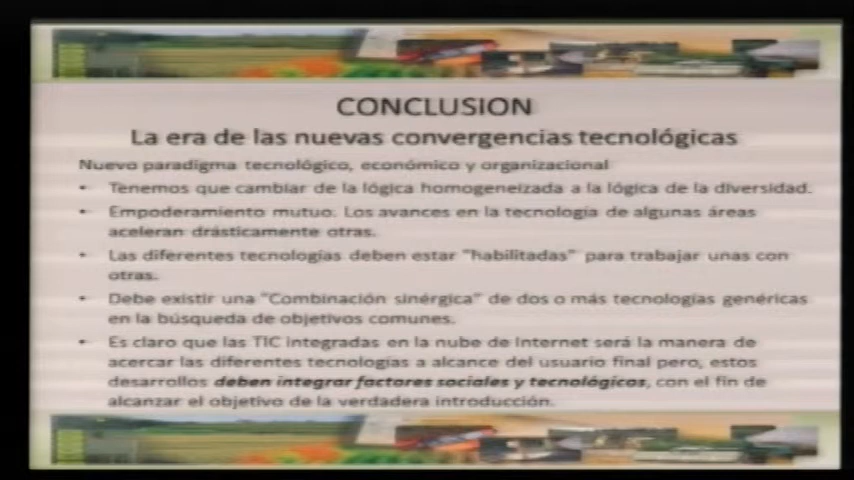 CONCLUSION
La era de las nuevas convergencias tecnológicas
Nuevo paradigma tecnológico, económico y organizacional
• Tenemos que cambiar de la lógica homogeneizada a la lógica de la diversidad.
• Empoderamiento mutuo. Los avances en la tecnología de algunas áreas
aceleran drásticamente otras.
• Las diferentes tecnologías deben estar "habilitadas" para trabajar unas con
otras.
• Debe existir una "Combinación sinérgica" de dos o más tecnologías genéricas
en la búsqueda de objetivos comunes.
• Es claro que las TIC integradas en la nube de Internet será la manera de
acercar las diferentes tecnologías a alcance del usuario final pero, estos
desarrollos deben integrar factores sociales y tecnológicos, con el fin de
alcanzar el objetivo de la verdadera introducción.